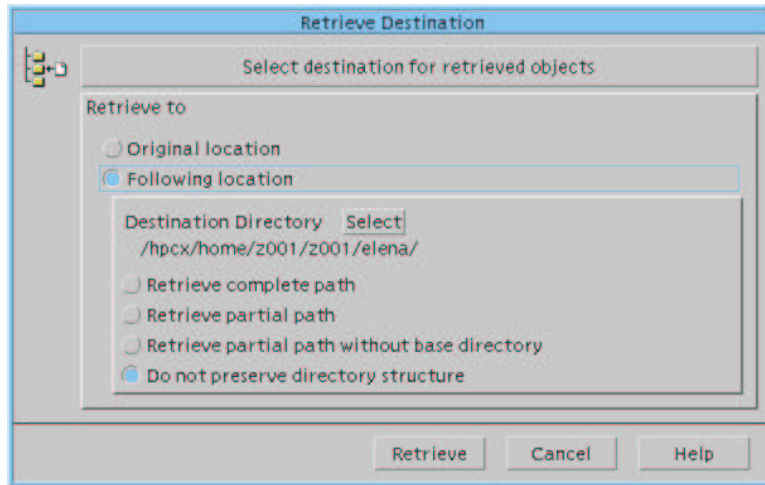 Retrieve Destination
Select destination for retrieved objects
Retrieve to
Original location
Following location
Destination Directory Select
/hpcx/home/z001/z001/elena/
Retrieve complete path
Retrieve partial path
Retrieve partial path without base directory
Do not preserve directory structure
Retrieve Cancel Help